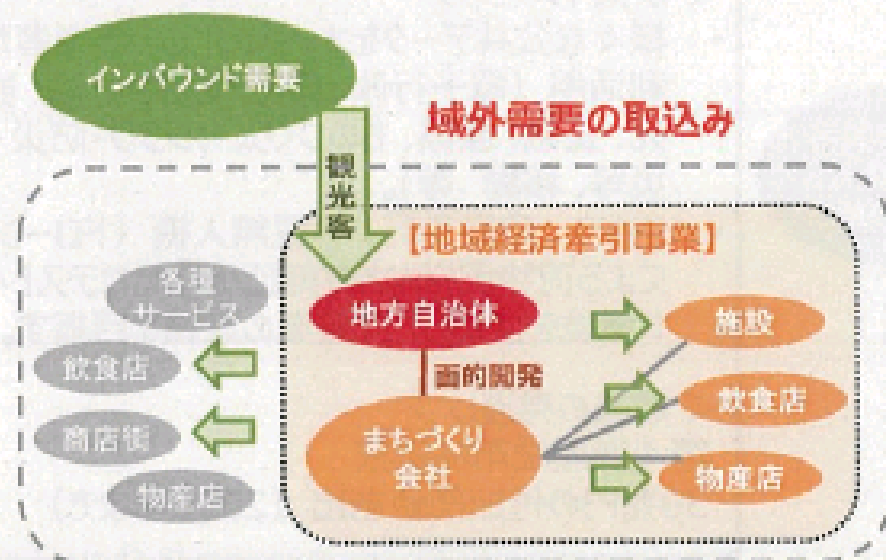 インバウンド需要
域外需要の取込み
観光客
【地域経済牽引事業】
各種
サービス
地方自治体
施設
飲食店
面的開発
飲食店
商店街
まちづくり
会社
物産店
物産店